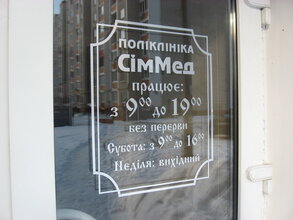 ПОЛІКЛІНІКА
СімМед
працює:
з 9⁰⁰ до 19⁰⁰
без перерви
Субота: з 9⁰⁰ до 16⁰⁰
Неділя: вихідний